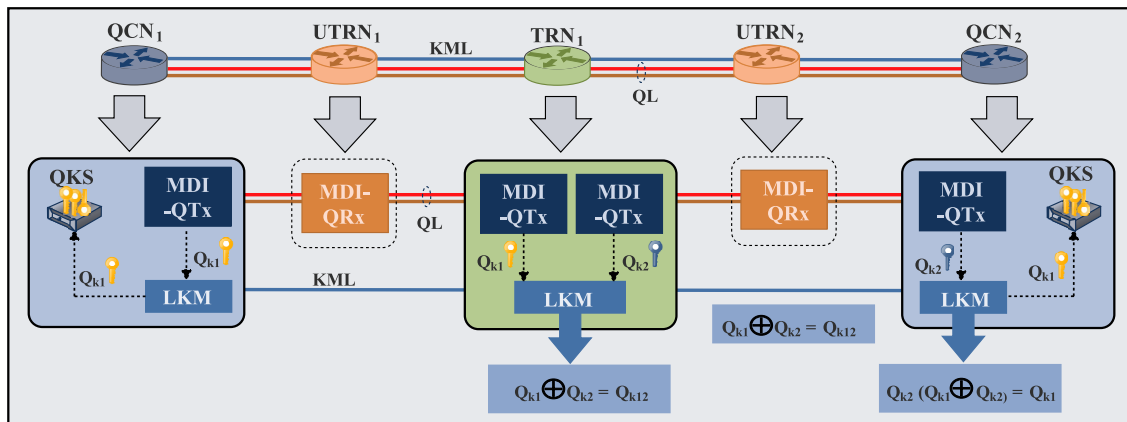 QCN1
UTRN1
TRN1
UTRN2
QCN2
KML
QL
QKS
MDI
-QTx
Qk1
Qk1
LKM
MDI-
QRx
QL
KML
MDI
-QTx
MDI
-QTx
Qk1
Qk2
LKM
Qk1⊕Qk2 = Qk12
MDI-
QRx
Qk1⊕Qk2 = Qk12
MDI
-QTx
QKS
Qk2
Qk1
LKM
Qk2 (Qk1⊕Qk2) = Qk1